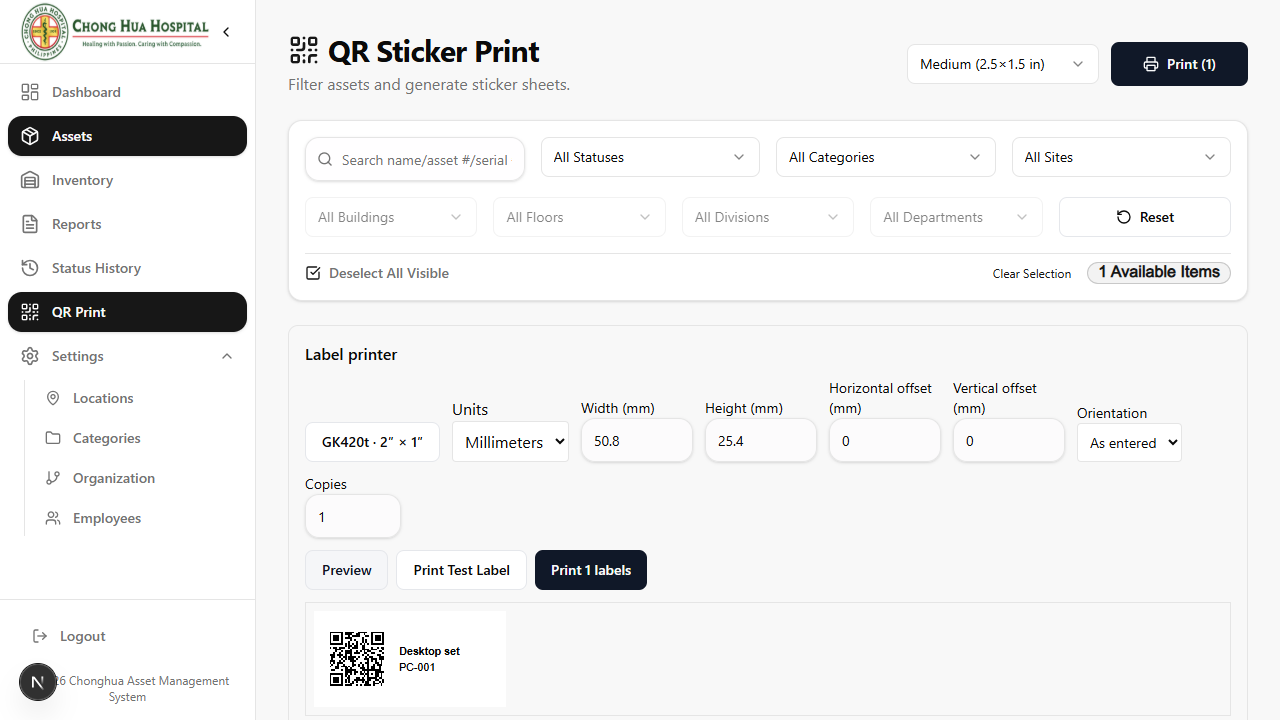 CHONG HUA HOSPITAL
Healing with Passion. Caring with Compassion.
Dashboard
Assets
Inventory
Reports
Status History
QR Print
Settings
Locations
Categories
Organization
Employees
Logout
26 Chonghua Asset Management
System
N
QR Sticker Print
Filter assets and generate sticker sheets.
Medium (2.5×1.5 in)
Print (1)
Search name/asset #/serial
All Statuses
All Categories
All Sites
All Buildings
All Floors
All Divisions
All Departments
Reset
Deselect All Visible
Clear Selection
1 Available Items
Label printer
GK420t · 2″ × 1″
Units
Millimeters
Width (mm)
50.8
Height (mm)
25.4
Horizontal offset
(mm)
0
Vertical offset
(mm)
0
Orientation
As entered
Copies
1
Preview
Print Test Label
Print 1 labels
Desktop set
PC-001